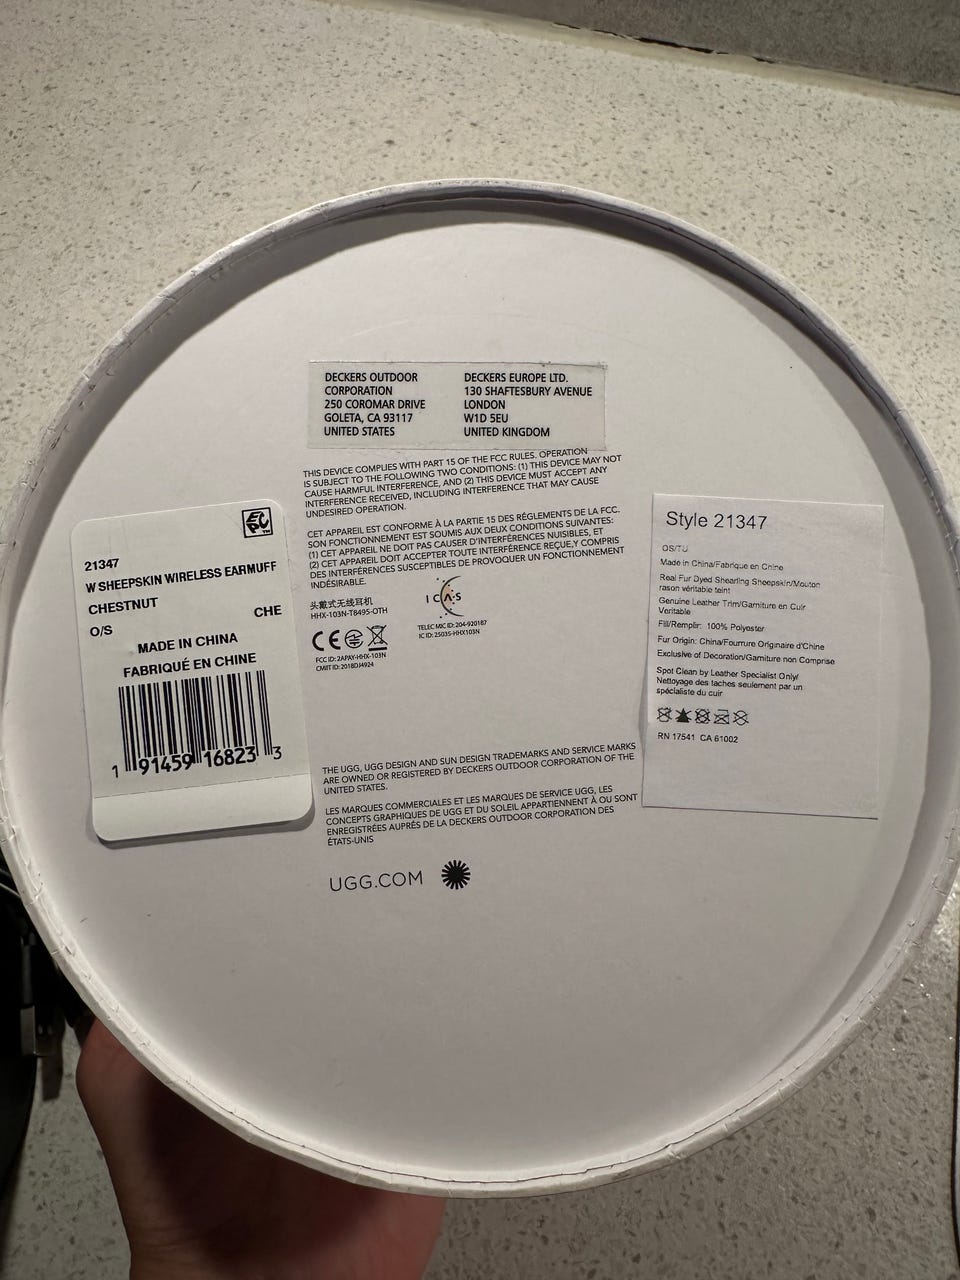 DECKERS OUTDOOR
CORPORATION
250 COROMAR DRIVE
GOLETA, CA 93117
UNITED STATES
DECKERS EUROPE LTD.
130 SHAFTESBURY AVENUE
LONDON
W1D 5EU
UNITED KINGDOM
THIS DEVICE COMPLIES WITH PART 15 OF THE FCC RULES. OPERATION
IS SUBJECT TO THE FOLLOWING TWO CONDITIONS: (1) THIS DEVICE MAY NOT
CAUSE HARMFUL INTERFERENCE, AND (2) THIS DEVICE MUST ACCEPT ANY
INTERFERENCE RECEIVED, INCLUDING INTERFERENCE THAT MAY CAUSE
UNDESIRED OPERATION.
CET APPAREIL EST CONFORME À LA PARTIE 15 DES RÉGLEMENTS DE LA FCC.
SON FONCTIONNEMENT EST SOUMIS AUX DEUX CONDITIONS SUIVANTES:
(1) CET APPAREIL NE DOIT PAS CAUSER D'INTERFÉRENCE NUISIBLES, ET
(2) CET APPAREIL DOIT ACCEPTER TOUTE INTERFÉRENCE REÇUE,Y COMPRIS
DES INTERFÉRENCES SUSCEPTIBLES DE PROVOQUER UN FONCTIONNEMENT
INDÉSIRABLE.
头戴式无线耳机
HHX-103N-T8495-OTH
ICAS
TELEC MIC ID: 204-920187
IC ID: 25035-HHX103N
CE
FCC ID: 2APAY-HHX-103N
CMIIT ID: 2018DJ4924
EC
PC
™
21347
W SHEEPSKIN WIRELESS EARMUFF
CHESTNUT
CHE
O/S
MADE IN CHINA
FABRIQUÉ EN CHINE
1 91459 16823 3
Style 21347
OS/TU
Made in China/Fabrique en Chine
Real Fur Dyed Shearling Sheepskin/Mouton
rason véritable teint
Genuine Leather Trim/Garniture en Cuir
Veritable
Fill/Remplir: 100% Polyester
Fur Origin: China/Fourrure Originaire d'Chine
Exclusive of Decoration/Garniture non Comprise
Spot Clean by Leather Specialist Only/
Nettoyage des taches seulement par un
spécialiste du cuir
RN 17541 CA 61002
THE UGG, UGG DESIGN AND SUN DESIGN TRADEMARKS AND SERVICE MARKS
ARE OWNED OR REGISTERED BY DECKERS OUTDOOR CORPORATION OF THE
UNITED STATES.
LES MARQUES COMMERCIALES ET LES MARQUES DE SERVICE UGG, LES
CONCEPTS GRAPHIQUES DE UGG ET DU SOLEIL APPARTIENNENT À OU SONT
ENREGISTRÉES AUPRÈS DE LA DECKERS OUTDOOR CORPORATION DES
ÉTATS-UNIS
UGG.COM